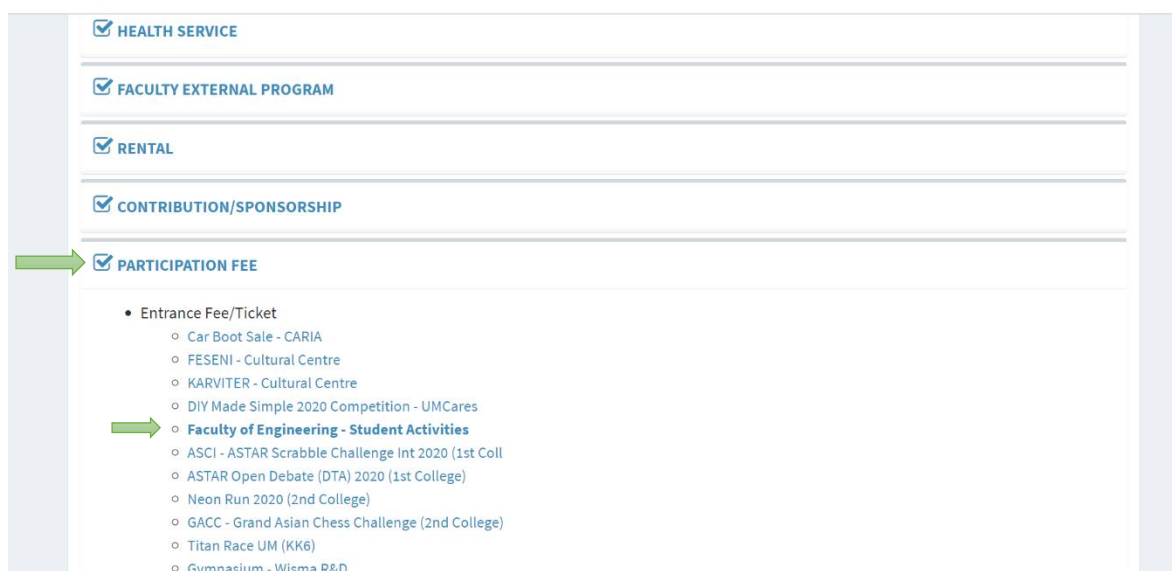 HEALTH SERVICE
FACULTY EXTERNAL PROGRAM
RENTAL
CONTRIBUTION/SPONSORSHIP
PARTICIPATION FEE
Entrance Fee/Ticket
Car Boot Sale - CARIA
FESENI - Cultural Centre
KARVITER - Cultural Centre
DIY Made Simple 2020 Competition - UMCares
Faculty of Engineering - Student Activities
ASCI - ASTAR Scrabble Challenge Int 2020 (1st Coll
ASTAR Open Debate (DTA) 2020 (1st College)
Neon Run 2020 (2nd College)
GACC - Grand Asian Chess Challenge (2nd College)
Titan Race UM (KK6)
Gymnasium - Wisma R&D